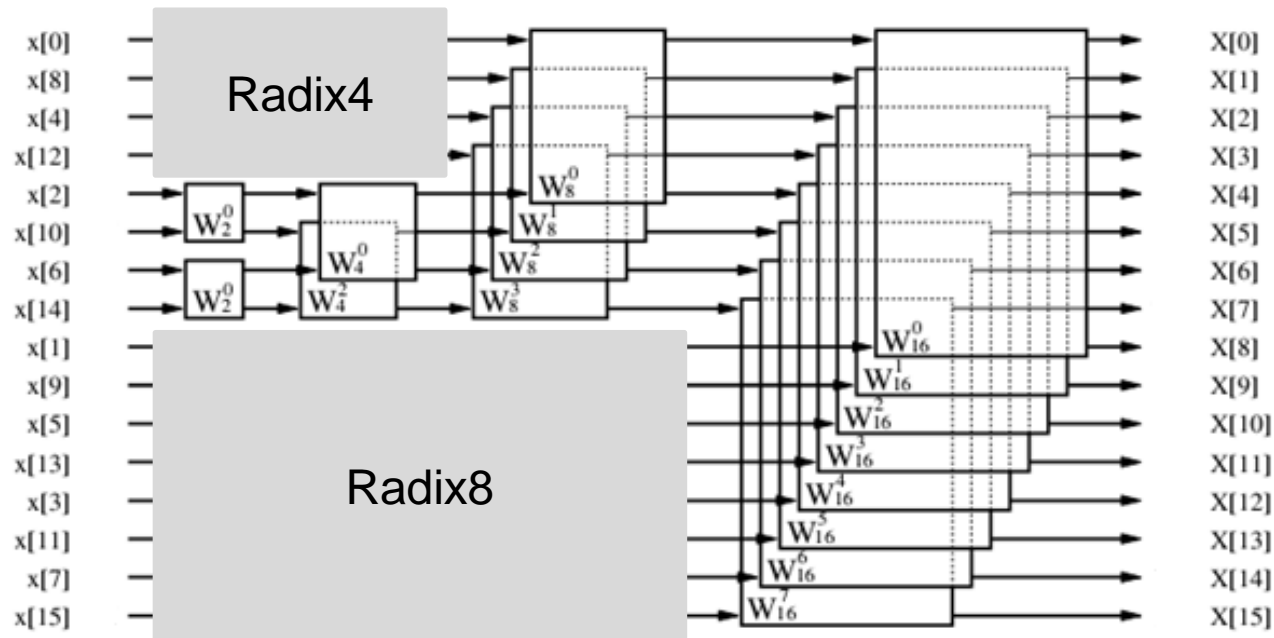 x[0] X[0]
x[8] Radix4 X[1]
x[4] X[2]
x[12] X[3]
x[2] W_8^0 X[4]
x[10] W_2^0 W_8^1 X[5]
x[6] W_4^0 W_8^2 X[6]
x[14] W_2^0 W_4^2 W_8^3 X[7]
x[1] W_16^0 X[8]
x[9] W_16^1 X[9]
x[5] W_16^2 X[10]
x[13] Radix8 W_16^3 X[11]
x[3] W_16^4 X[12]
x[11] W_16^5 X[13]
x[7] W_16^6 X[14]
x[15] W_16^7 X[15]